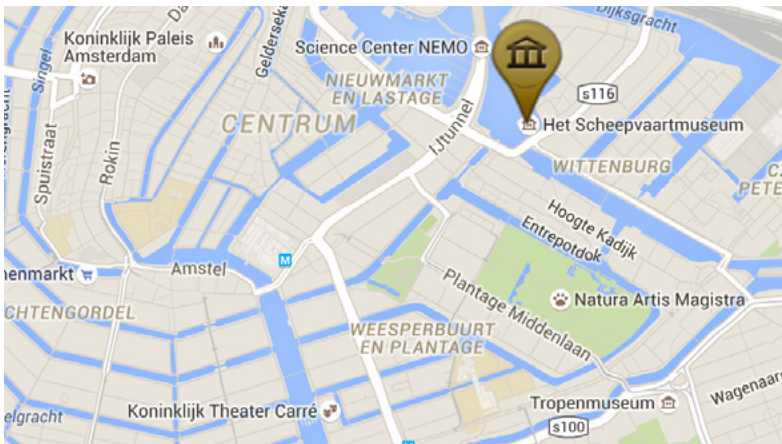 Dijksgracht
Koninklijk Paleis
Amsterdam
Singel
Geldersek
Science Center NEMO
NIEUWMARKT
EN LASTAGE
s116
Het Scheepvaartmuseum
CENTRUM
IJtunnel
WITTENBURG
PETE
Spuistraat
Rokin
Hoogte Kadijk
Entrepotdok
enmarkt
Amstel
M
Natura Artis Magistra
Plantage Middenlaan
CHTENGORDEL
WEESPERBUURT
EN PLANTAGE
Wagenaar
Koninklijk Theater Carré
Tropenmuseum
elgracht
s100